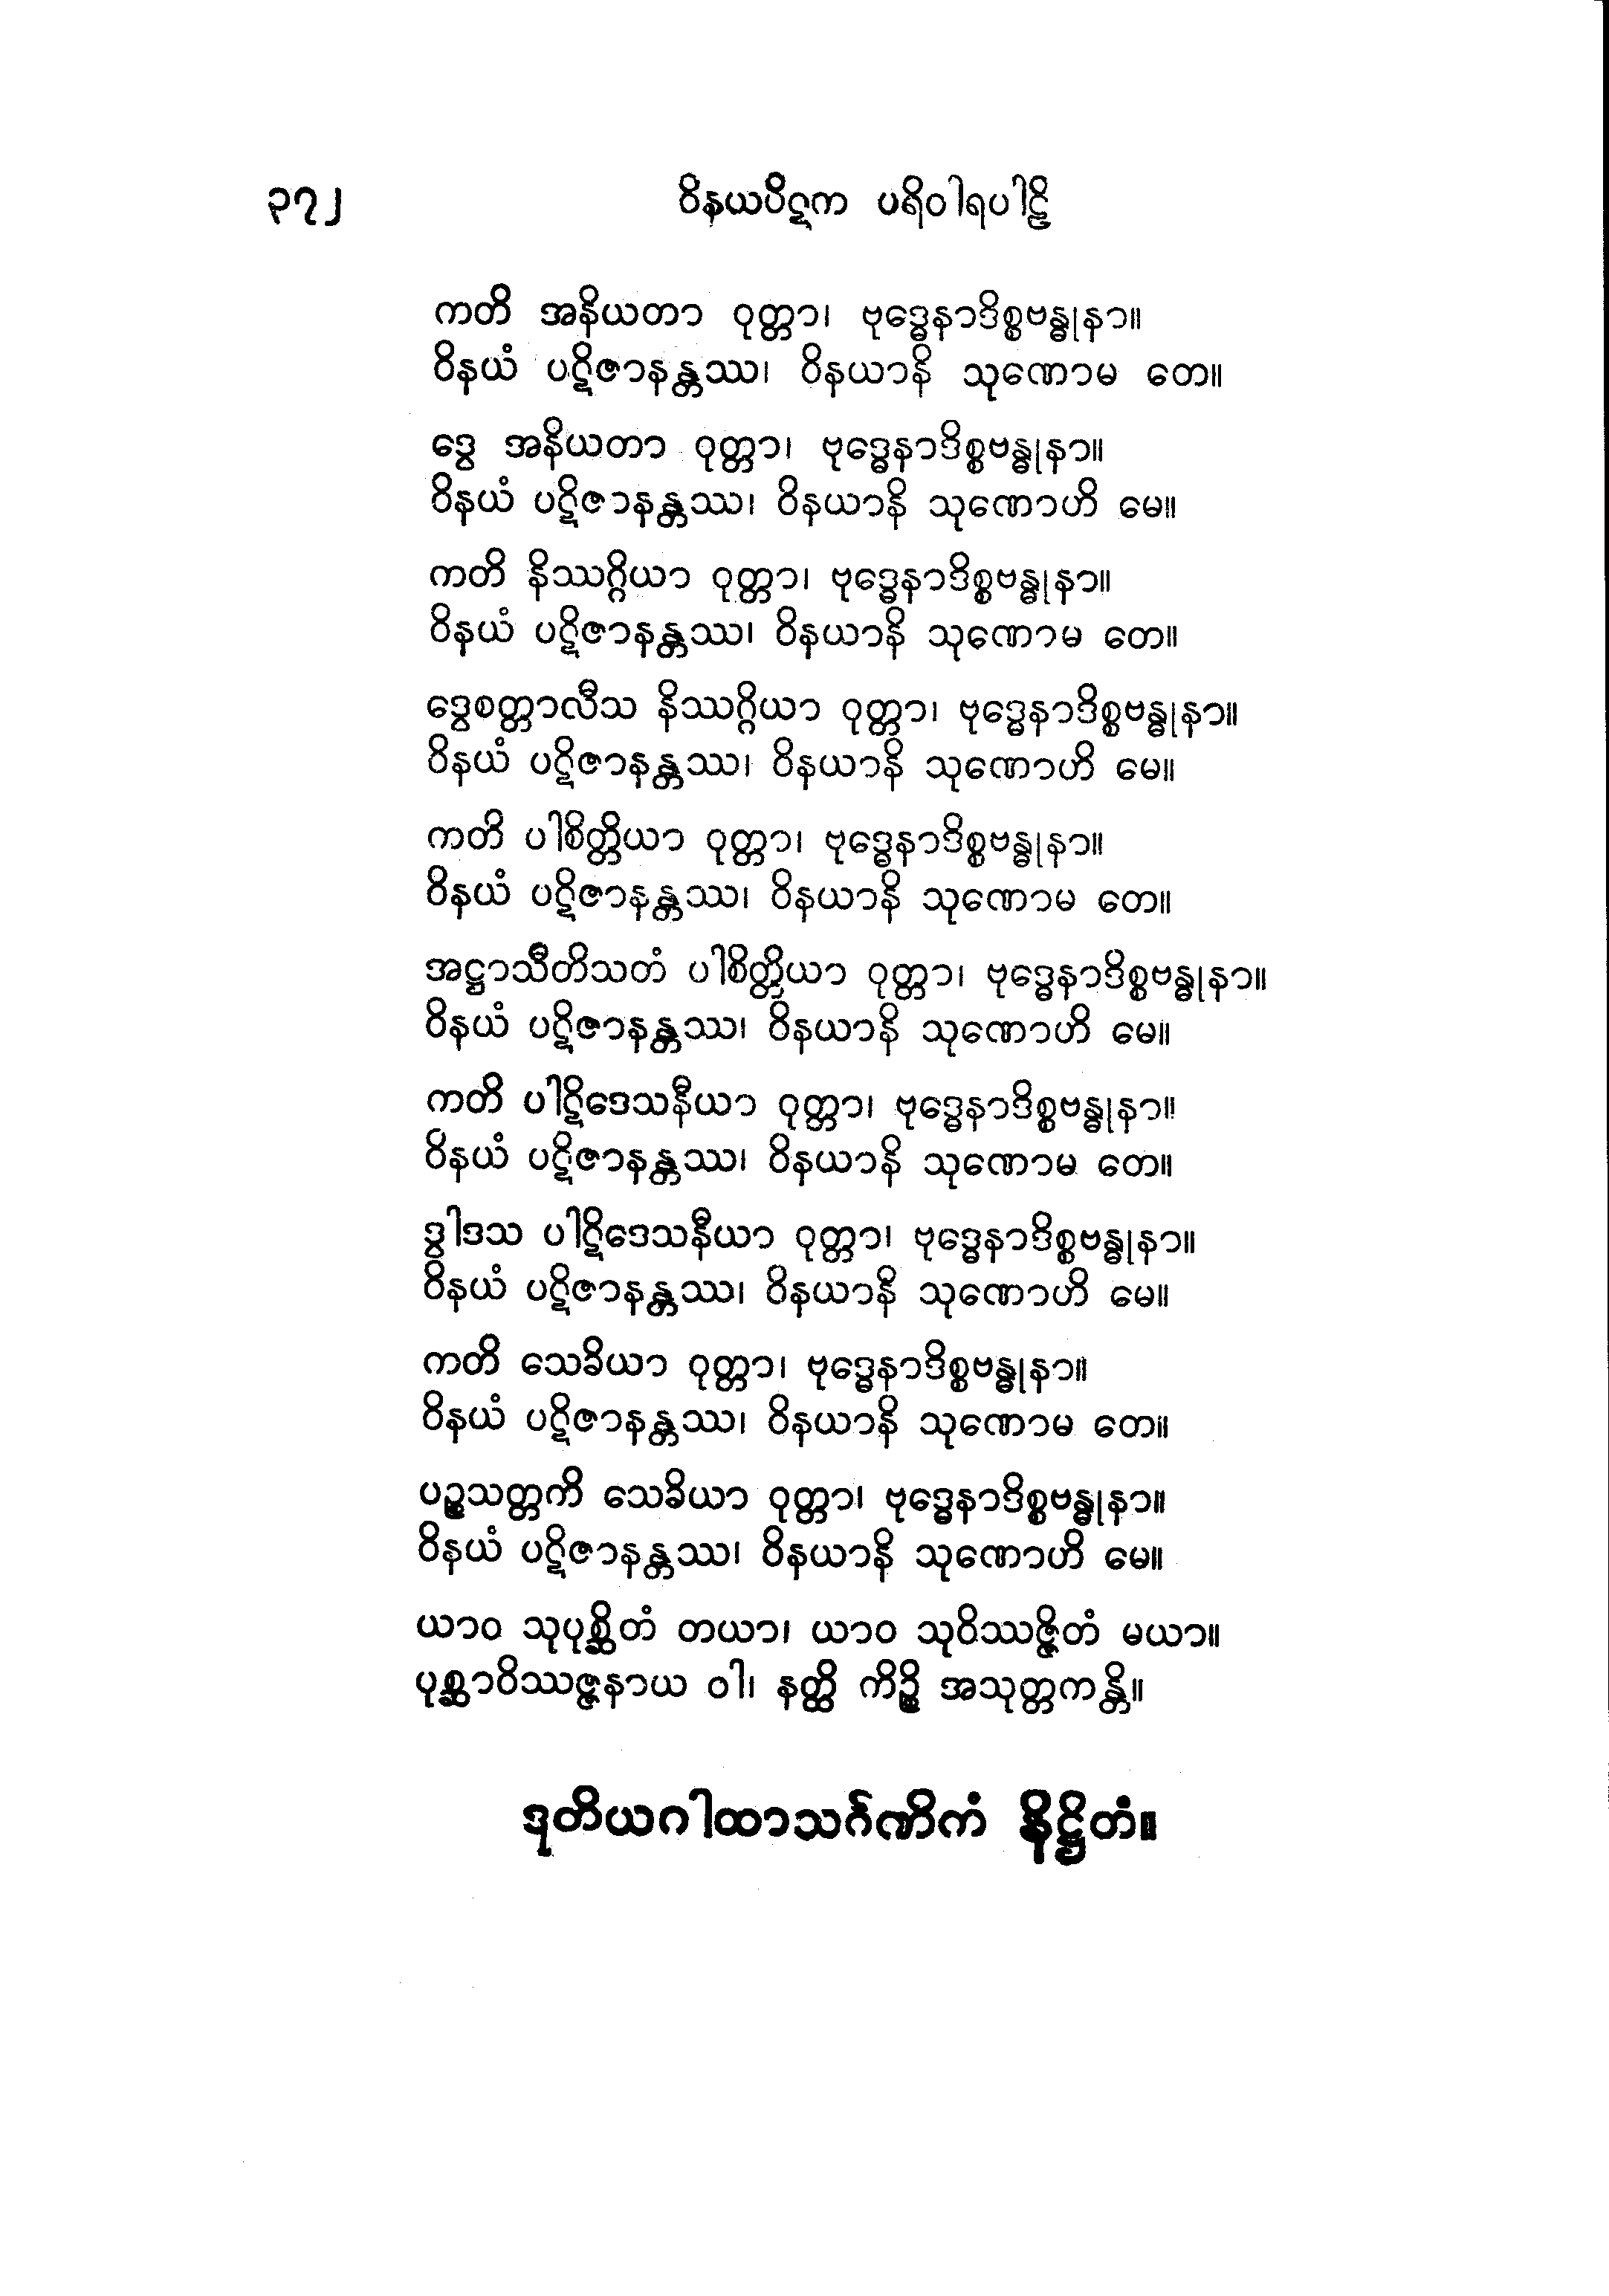 ၃၇၂ ဝိနယပိဋက ပရိဝါရပါဠိ
ကတိ အနိယတာ ဝုတ္တာ၊ ဗုဒ္ဓေနာဒိစ္စဗန္ဓုနာ။
ဝိနယံ ပဋိဇာနန္တဿ၊ ဝိနယာနိ သုဏောမ တေ။
ဒွေ အနိယတာ ဝုတ္တာ၊ ဗုဒ္ဓေနာဒိစ္စဗန္ဓုနာ။
ဝိနယံ ပဋိဇာနန္တဿ၊ ဝိနယာနိ သုဏောဟိ မေ။
ကတိ နိဿဂ္ဂိယာ ဝုတ္တာ၊ ဗုဒ္ဓေနာဒိစ္စဗန္ဓုနာ။
ဝိနယံ ပဋိဇာနန္တဿ၊ ဝိနယာနိ သုဏောမ တေ။
ဒွေစတ္တာလီသ နိဿဂ္ဂိယာ ဝုတ္တာ၊ ဗုဒ္ဓေနာဒိစ္စဗန္ဓုနာ။
ဝိနယံ ပဋိဇာနန္တဿ၊ ဝိနယာနိ သုဏောဟိ မေ။
ကတိ ပါစိတ္တိယာ ဝုတ္တာ၊ ဗုဒ္ဓေနာဒိစ္စဗန္ဓုနာ။
ဝိနယံ ပဋိဇာနန္တဿ၊ ဝိနယာနိ သုဏောမ တေ။
အဋ္ဌာသီတိသတံ ပါစိတ္တိယာ ဝုတ္တာ၊ ဗုဒ္ဓေနာဒိစ္စဗန္ဓုနာ။
ဝိနယံ ပဋိဇာနန္တဿ၊ ဝိနယာနိ သုဏောဟိ မေ။
ကတိ ပါဋိဒေသနီယာ ဝုတ္တာ၊ ဗုဒ္ဓေနာဒိစ္စဗန္ဓုနာ။
ဝိနယံ ပဋိဇာနန္တဿ၊ ဝိနယာနိ သုဏောမ တေ။
ဒွါဒသ ပါဋိဒေသနီယာ ဝုတ္တာ၊ ဗုဒ္ဓေနာဒိစ္စဗန္ဓုနာ။
ဝိနယံ ပဋိဇာနန္တဿ၊ ဝိနယာနိ သုဏောဟိ မေ။
ကတိ သေခိယာ ဝုတ္တာ၊ ဗုဒ္ဓေနာဒိစ္စဗန္ဓုနာ။
ဝိနယံ ပဋိဇာနန္တဿ၊ ဝိနယာနိ သုဏောမ တေ။
ပဉ္စသတ္တတိ သေခိယာ ဝုတ္တာ၊ ဗုဒ္ဓေနာဒိစ္စဗန္ဓုနာ။
ဝိနယံ ပဋိဇာနန္တဿ၊ ဝိနယာနိ သုဏောဟိ မေ။
ယာဝ သုပုစ္ဆိတံ တယာ၊ ယာဝ သုဝိဿဇ္ဇိတံ မယာ။
ပုစ္ဆာဝိဿဇ္ဇနာယ ဝါ၊ နတ္ထိ ကိဉ္စိ အသုတ္တကန္တိ။
ဒုတိယဂါထာသင်္ဂဏိကံ နိဋ္ဌိတံ။